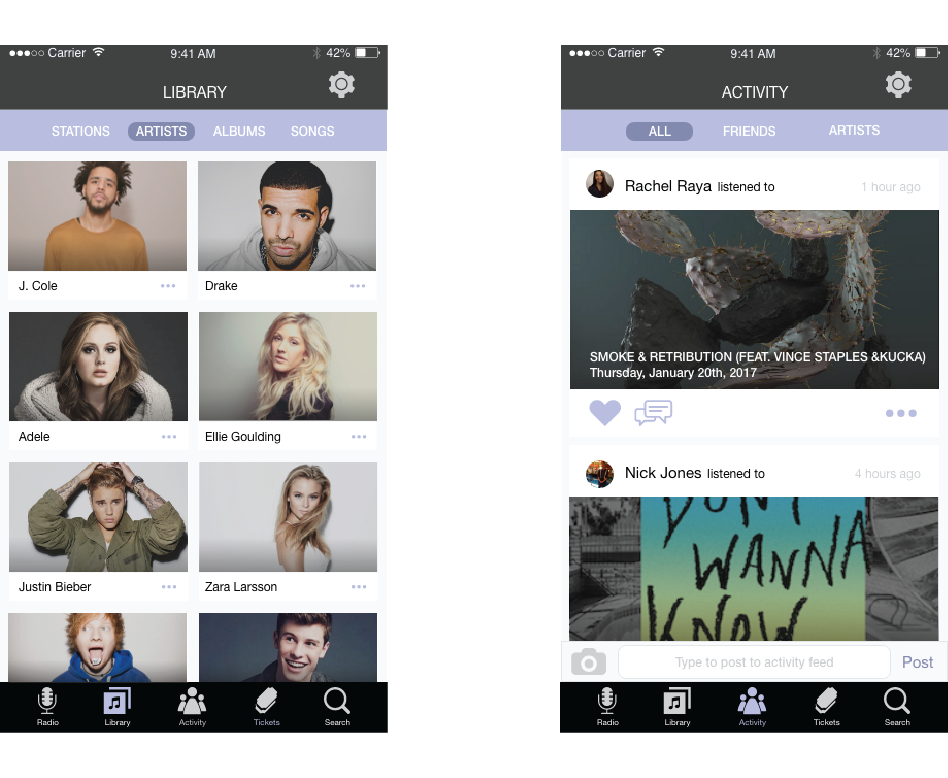 Carrier 9:41 AM 42%
LIBRARY
STATIONS ARTISTS ALBUMS SONGS
J. Cole
Drake
Adele
Ellie Goulding
Justin Bieber
Zara Larsson
Radio Library Activity Tickets Search
Carrier 9:41 AM 42%
ACTIVITY
ALL FRIENDS ARTISTS
Rachel Raya listened to 1 hour ago
SMOKE & RETRIBUTION (FEAT. VINCE STAPLES &KUCKA)
Thursday, January 20th, 2017
Nick Jones listened to 4 hours ago
DON'T
WANNA
KNOW
Type to post to activity feed Post
Radio Library Activity Tickets Search